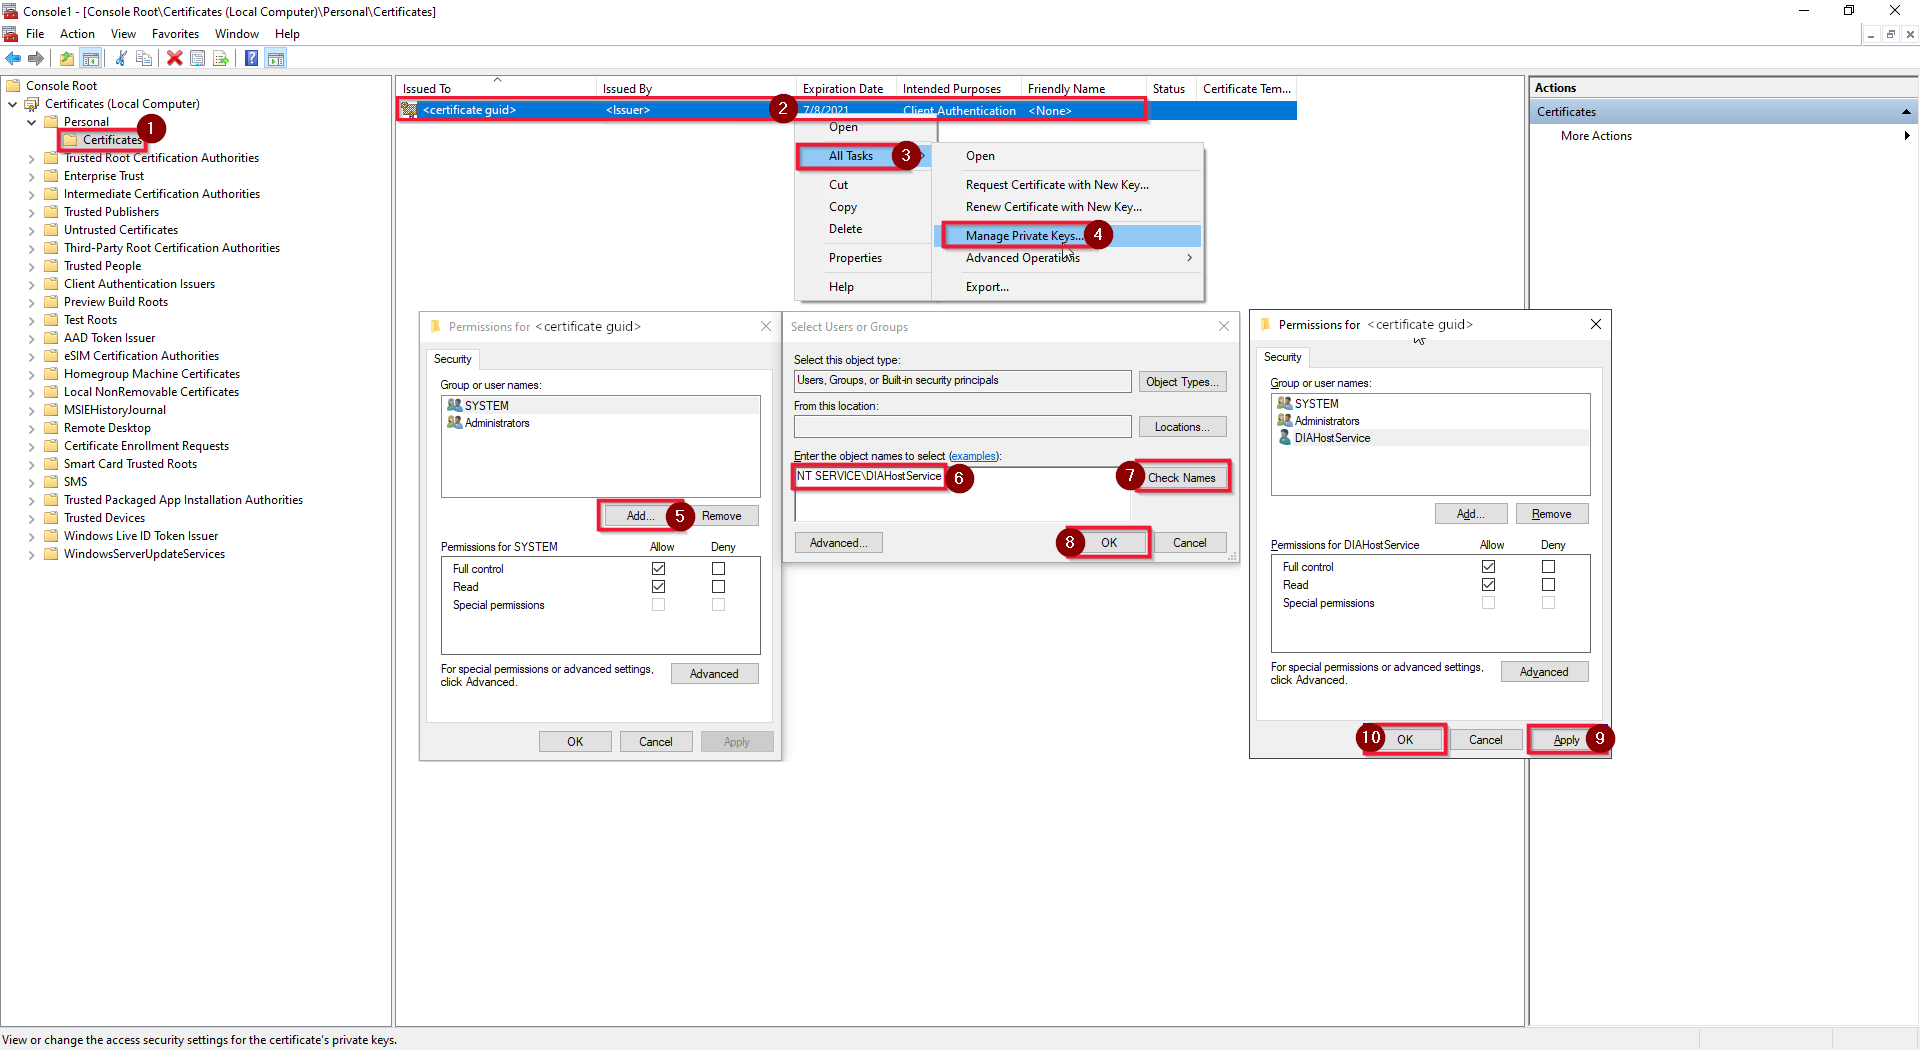 Console1 - [Console Root\Certificates (Local Computer)\Personal\Certificates]
File Action View Favorites Window Help
Console Root
Certificates (Local Computer)
Personal
1
Certificates
Trusted Root Certification Authorities
Enterprise Trust
Intermediate Certification Authorities
Trusted Publishers
Untrusted Certificates
Third-Party Root Certification Authorities
Trusted People
Client Authentication Issuers
Preview Build Roots
Test Roots
AAD Token Issuer
eSIM Certification Authorities
Homegroup Machine Certificates
Local NonRemovable Certificates
MSIEHistoryJournal
Remote Desktop
Certificate Enrollment Requests
Smart Card Trusted Roots
SMS
Trusted Packaged App Installation Authorities
Trusted Devices
Windows Live ID Token Issuer
WindowsServerUpdateServices
Issued To Issued By Expiration Date Intended Purposes Friendly Name Status Certificate Tem...
<certificate guid> <Issuer> 2 7/8/2021 Client Authentication <None>
Open
All Tasks 3
Cut
Copy
Delete
Properties
Help
Open
Request Certificate with New Key...
Renew Certificate with New Key...
Manage Private Keys... 4
Advanced Operations
Export...
Permissions for <certificate guid>
Security
Group or user names:
SYSTEM
Administrators
Add... 5 Remove
Permissions for SYSTEM Allow Deny
Full control
Read
Special permissions
For special permissions or advanced settings,
click Advanced.
Advanced
OK Cancel Apply
Select Users or Groups
Select this object type:
Users, Groups, or Built-in security principals
Object Types...
From this location:
Locations...
Enter the object names to select (examples):
NT SERVICE\DIAHostService 6
7 Check Names
Advanced... 8 OK Cancel
Permissions for <certificate guid>
Security
Group or user names:
SYSTEM
Administrators
DIAHostService
Add... Remove
Permissions for DIAHostService Allow Deny
Full control
Read
Special permissions
For special permissions or advanced settings,
click Advanced.
Advanced
10 OK Cancel Apply 9
Actions
Certificates
More Actions
View or change the access security settings for the certificate's private keys.